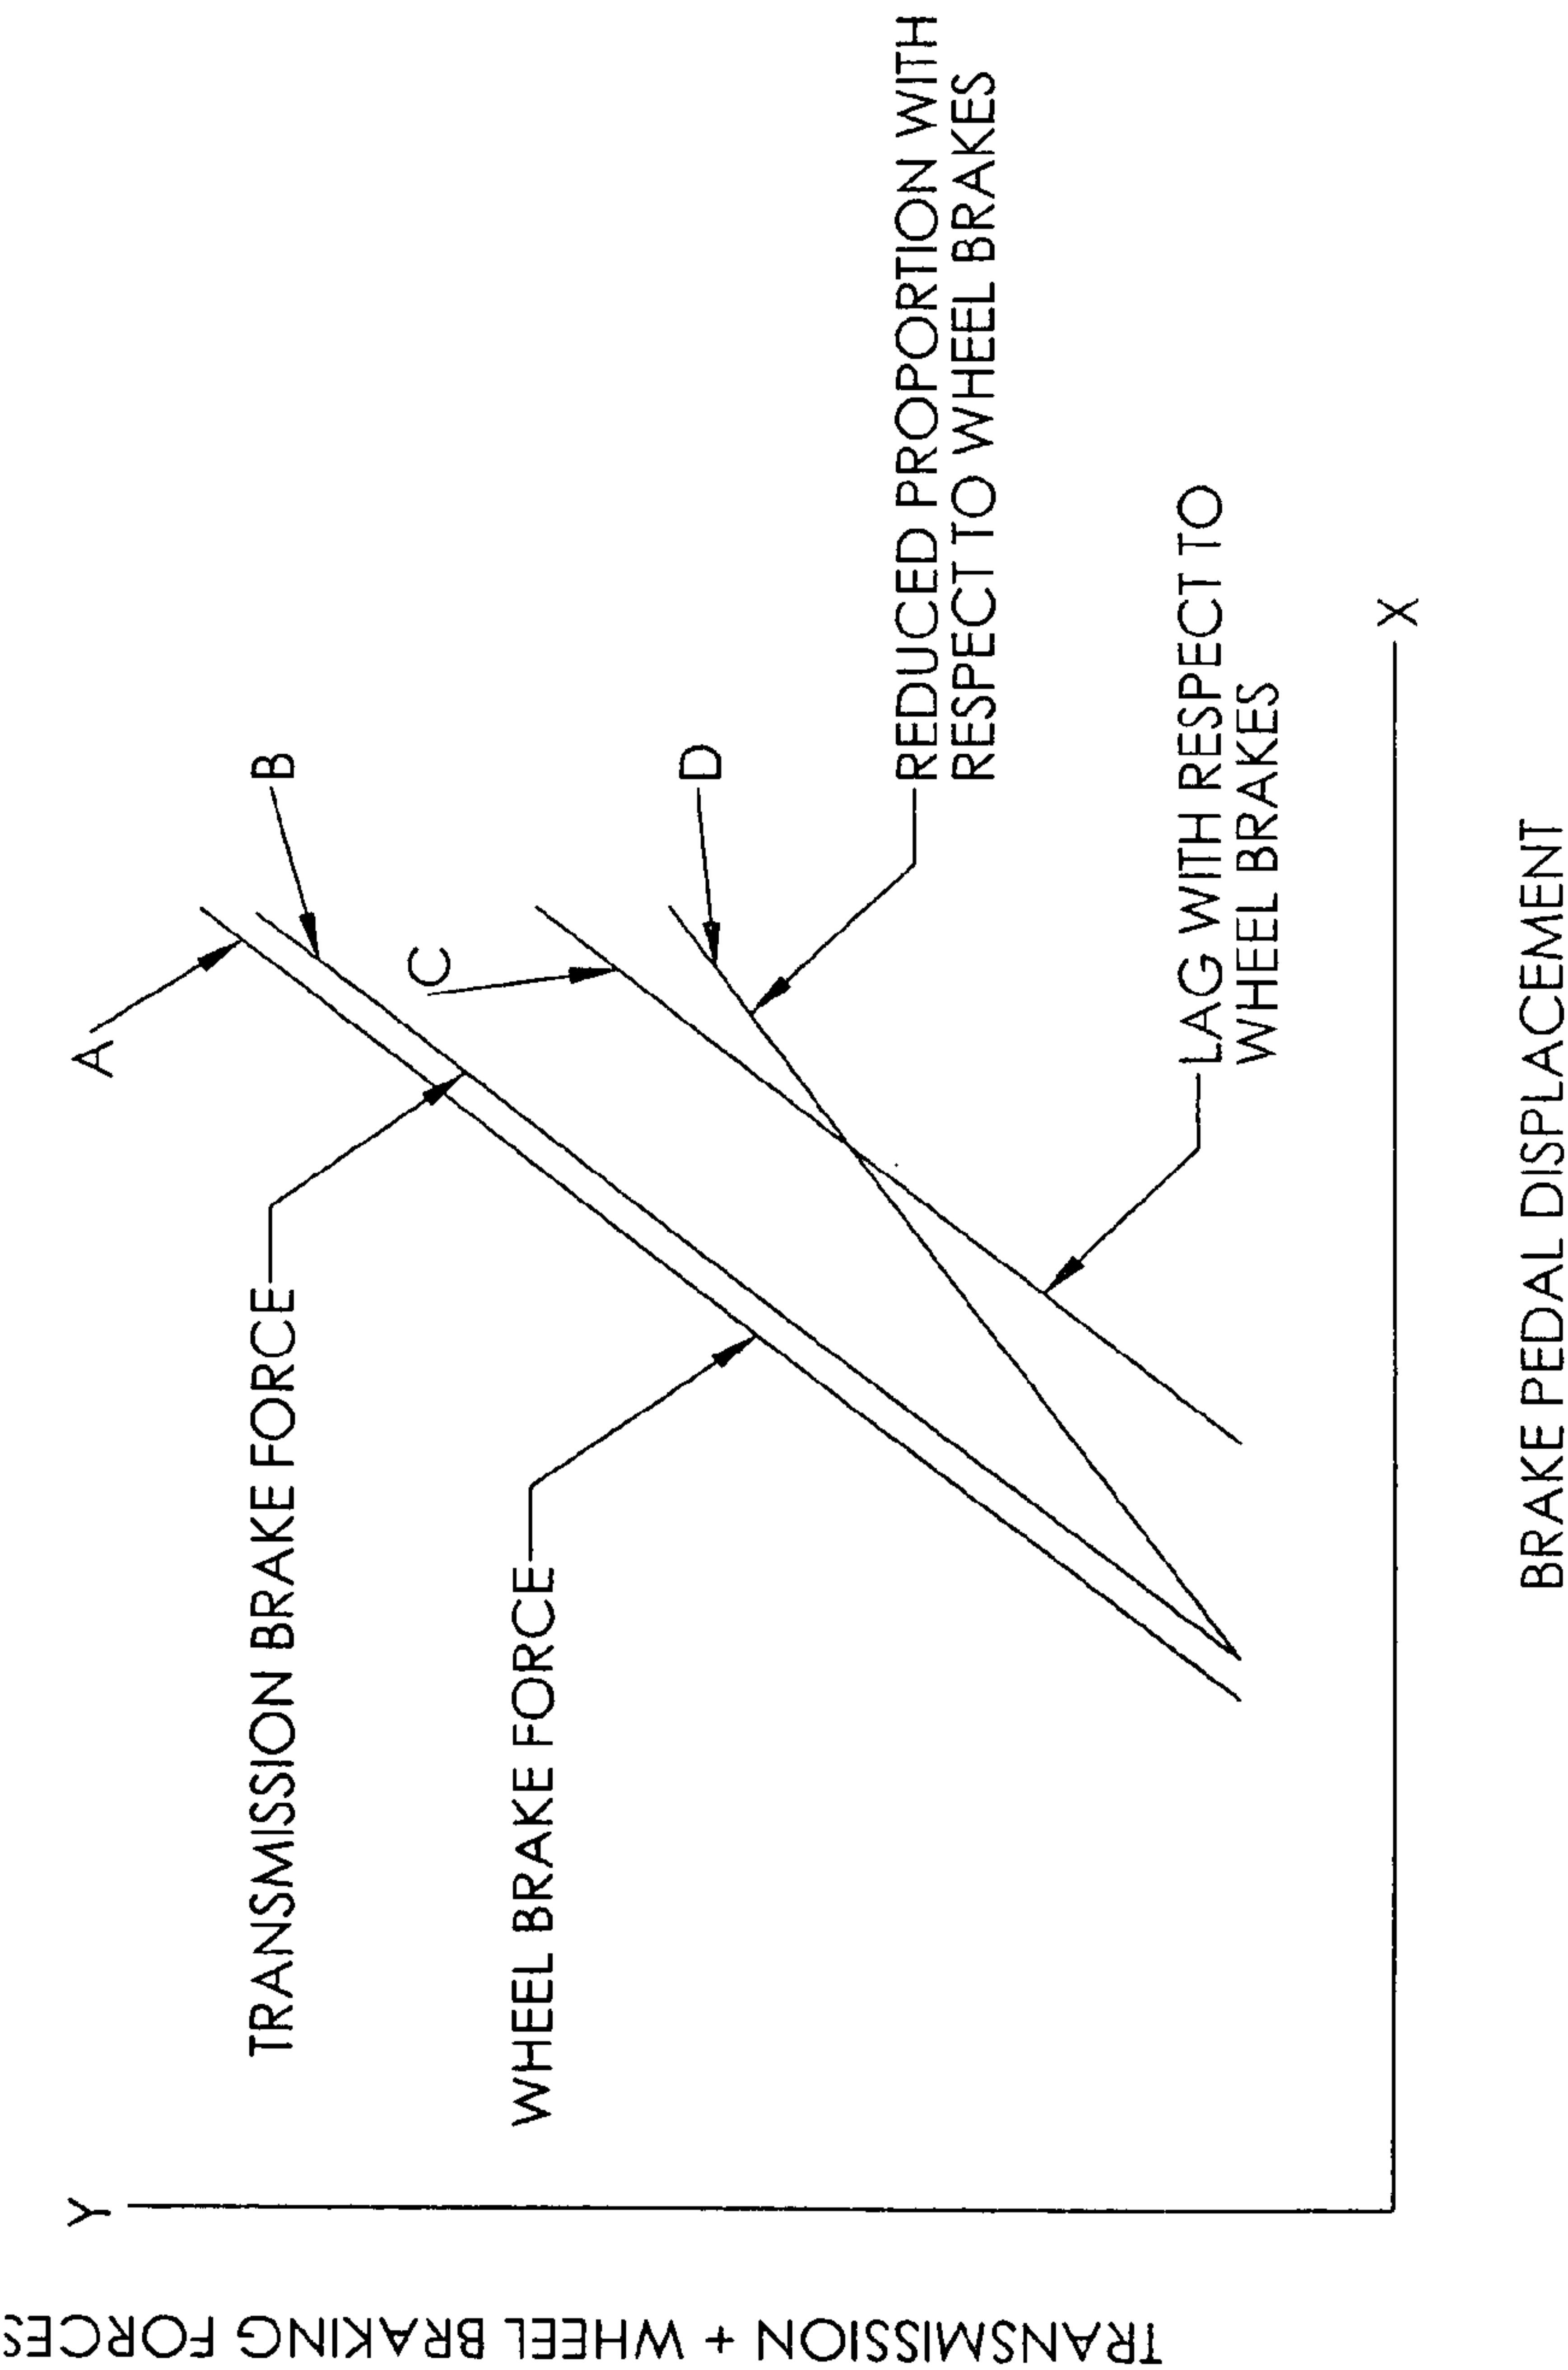 Y
TRANSMISSION + WHEEL BRAKING FORCES
A
TRANSMISSION BRAKE FORCE
B
C
WHEEL BRAKE FORCE
D
REDUCED PROPORTION WITH
RESPECT TO WHEEL BRAKES
LAG WITH RESPECT TO
WHEEL BRAKES
X
BRAKE PEDAL DISPLACEMENT